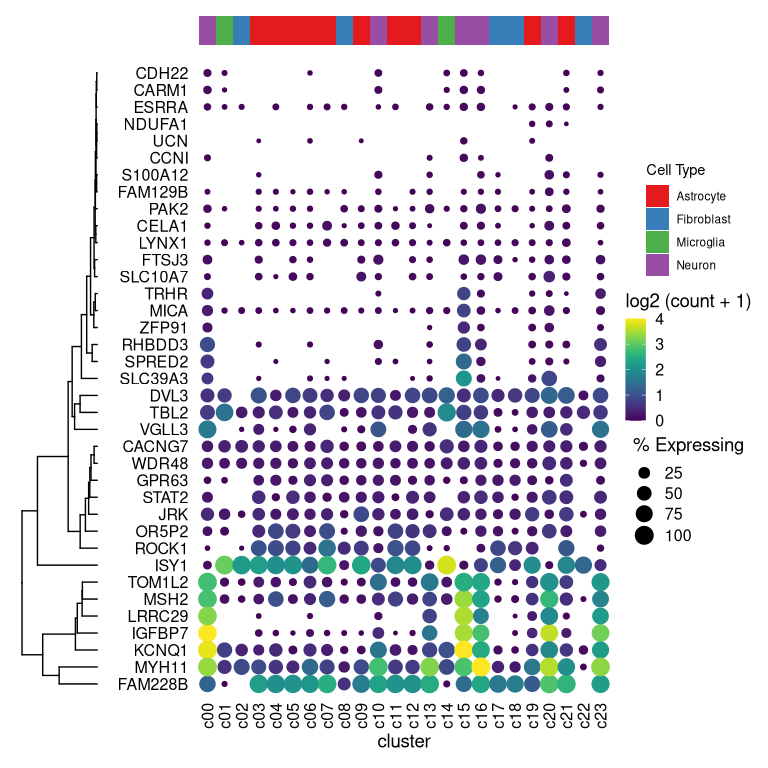 CDH22
CARM1
ESRRA
NDUFA1
UCN
CCNI
S100A12
FAM129B
PAK2
CELA1
LYNX1
FTSJ3
SLC10A7
TRHR
MICA
ZFP91
RHBDD3
SPRED2
SLC39A3
DVL3
TBL2
VGLL3
CACNG7
WDR48
GPR63
STAT2
JRK
OR5P2
ROCK1
ISY1
TOM1L2
MSH2
LRRC29
IGFBP7
KCNQ1
MYH11
FAM228B
c00 c01 c02 c03 c04 c05 c06 c07 c08 c09 c10 c11 c12 c13 c14 c15 c16 c17 c18 c19 c20 c21 c22 c23
cluster
Cell Type
Astrocyte
Fibroblast
Microglia
Neuron
log2 (count + 1)
4
3
2
1
0
% Expressing
25
50
75
100